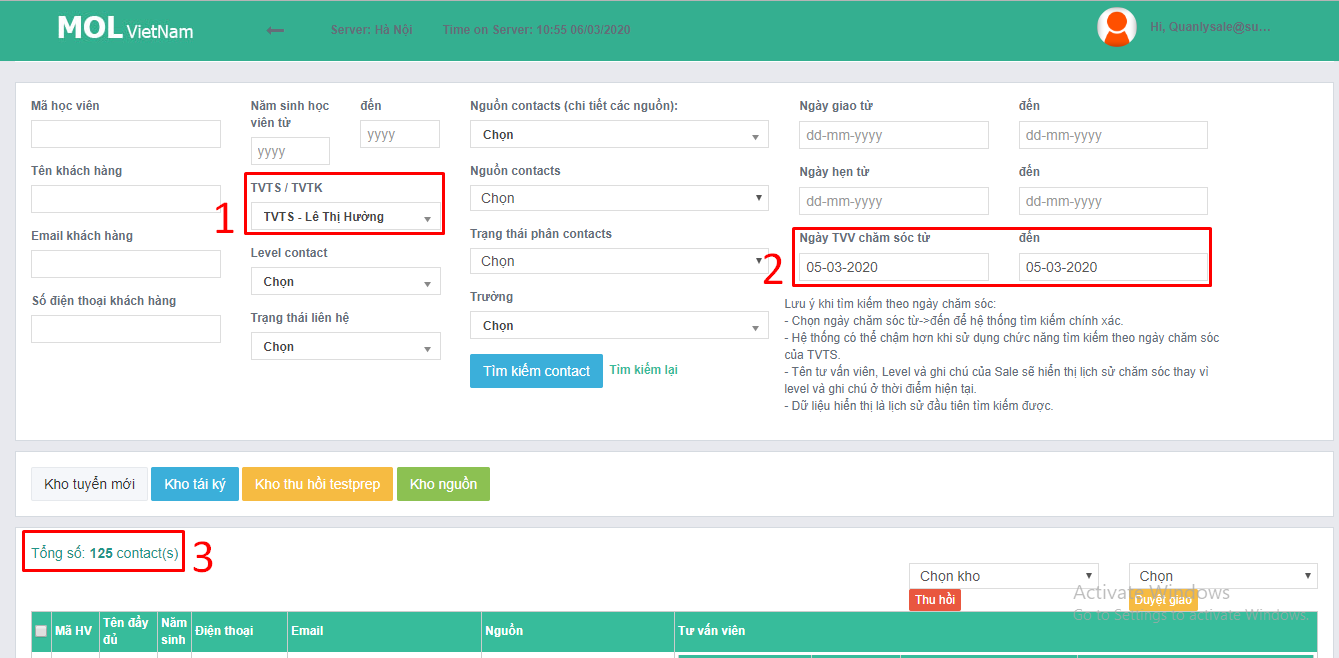 MOL VietNam
Server: Hà Nội
Time on Server: 10:55 06/03/2020
Hi, Quanlysale@su...
Mã học viên
Tên khách hàng
Email khách hàng
Số điện thoại khách hàng
Năm sinh học viên từ
yyyy
đến
yyyy
1
TVTS / TVTK
TVTS - Lê Thị Hường
Level contact
Chọn
Trạng thái liên hệ
Chọn
Nguồn contacts (chi tiết các nguồn):
Chọn
Nguồn contacts
Chọn
Trạng thái phân contacts
Chọn
Trường
Chọn
Tìm kiếm contact
Tìm kiếm lại
Ngày giao từ
đến
dd-mm-yyyy
dd-mm-yyyy
Ngày hẹn từ
đến
dd-mm-yyyy
dd-mm-yyyy
2
Ngày TVV chăm sóc từ
đến
05-03-2020
05-03-2020
Lưu ý khi tìm kiếm theo ngày chăm sóc:
- Chọn ngày chăm sóc từ->đến để hệ thống tìm kiếm chính xác.
- Hệ thống có thể chậm hơn khi sử dụng chức năng tìm kiếm theo ngày chăm sóc
của TVTS.
- Tên tư vấn viên, Level và ghi chú của Sale sẽ hiển thị lịch sử chăm sóc thay vì
level và ghi chú ở thời điểm hiện tại.
- Dữ liệu hiển thị là lịch sử đầu tiên tìm kiếm được.
Kho tuyển mới
Kho tái ký
Kho thu hồi testprep
Kho nguồn
Tổng số: 125 contact(s)
3
Chọn kho
Thu hồi
Chọn
Duyệt giao
Activate Windows
Go to Settings to activate Windows.
Mã HV
Tên đầy đủ
Năm sinh
Điện thoại
Email
Nguồn
Tư vấn viên